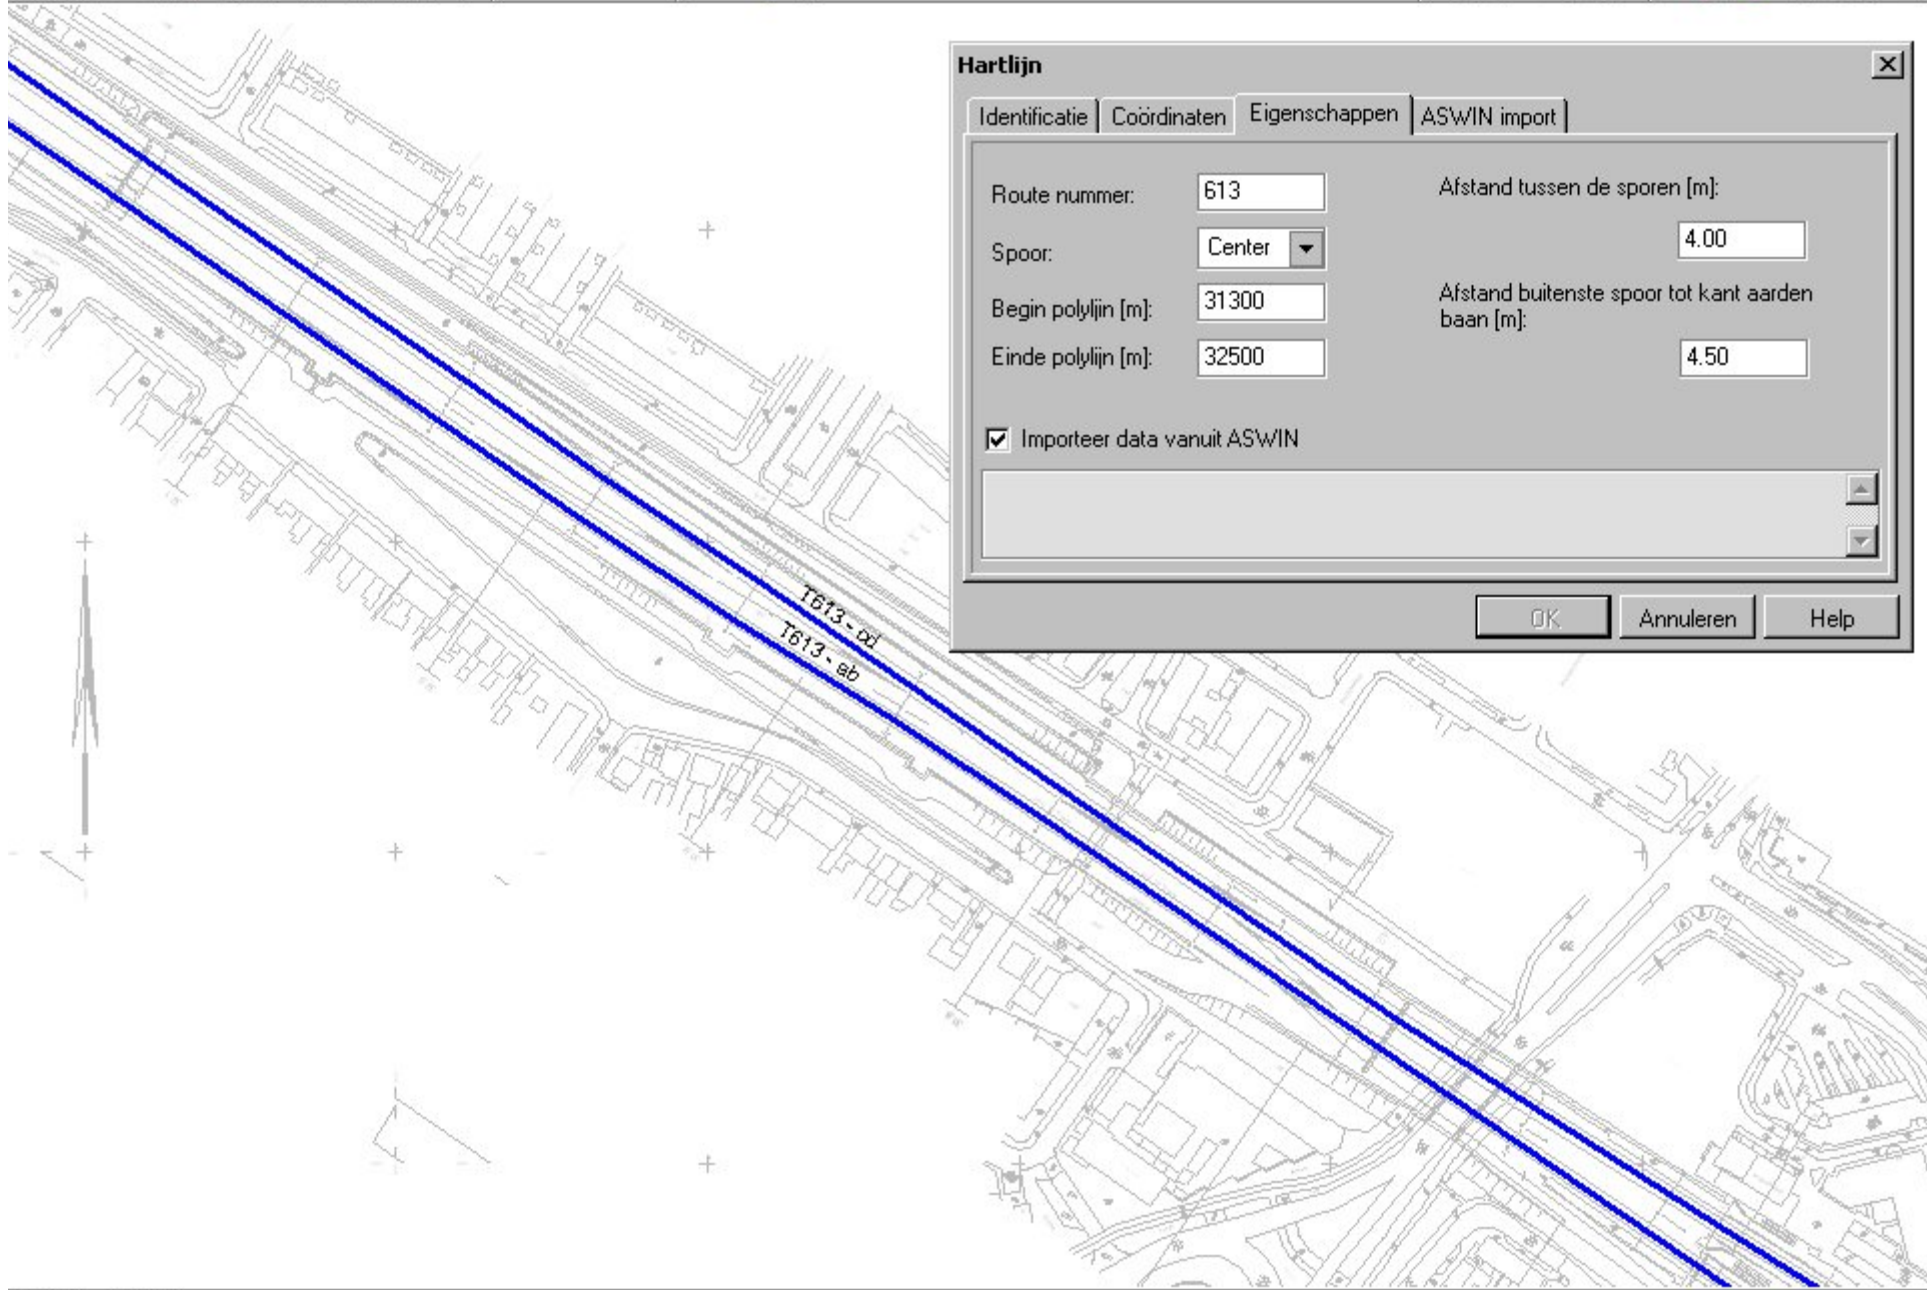 Hartlijn
Identificatie Coördinaten Eigenschappen ASWIN import
Route nummer: 613
Spoor: Center
Begin polylijn [m]: 31300
Einde polylijn [m]: 32500
Afstand tussen de sporen [m]:
4.00
Afstand buitenste spoor tot kant aarden
baan [m]:
4.50
Importeer data vanuit ASWIN
OK Annuleren Help
T613 - cd
T613 - ab